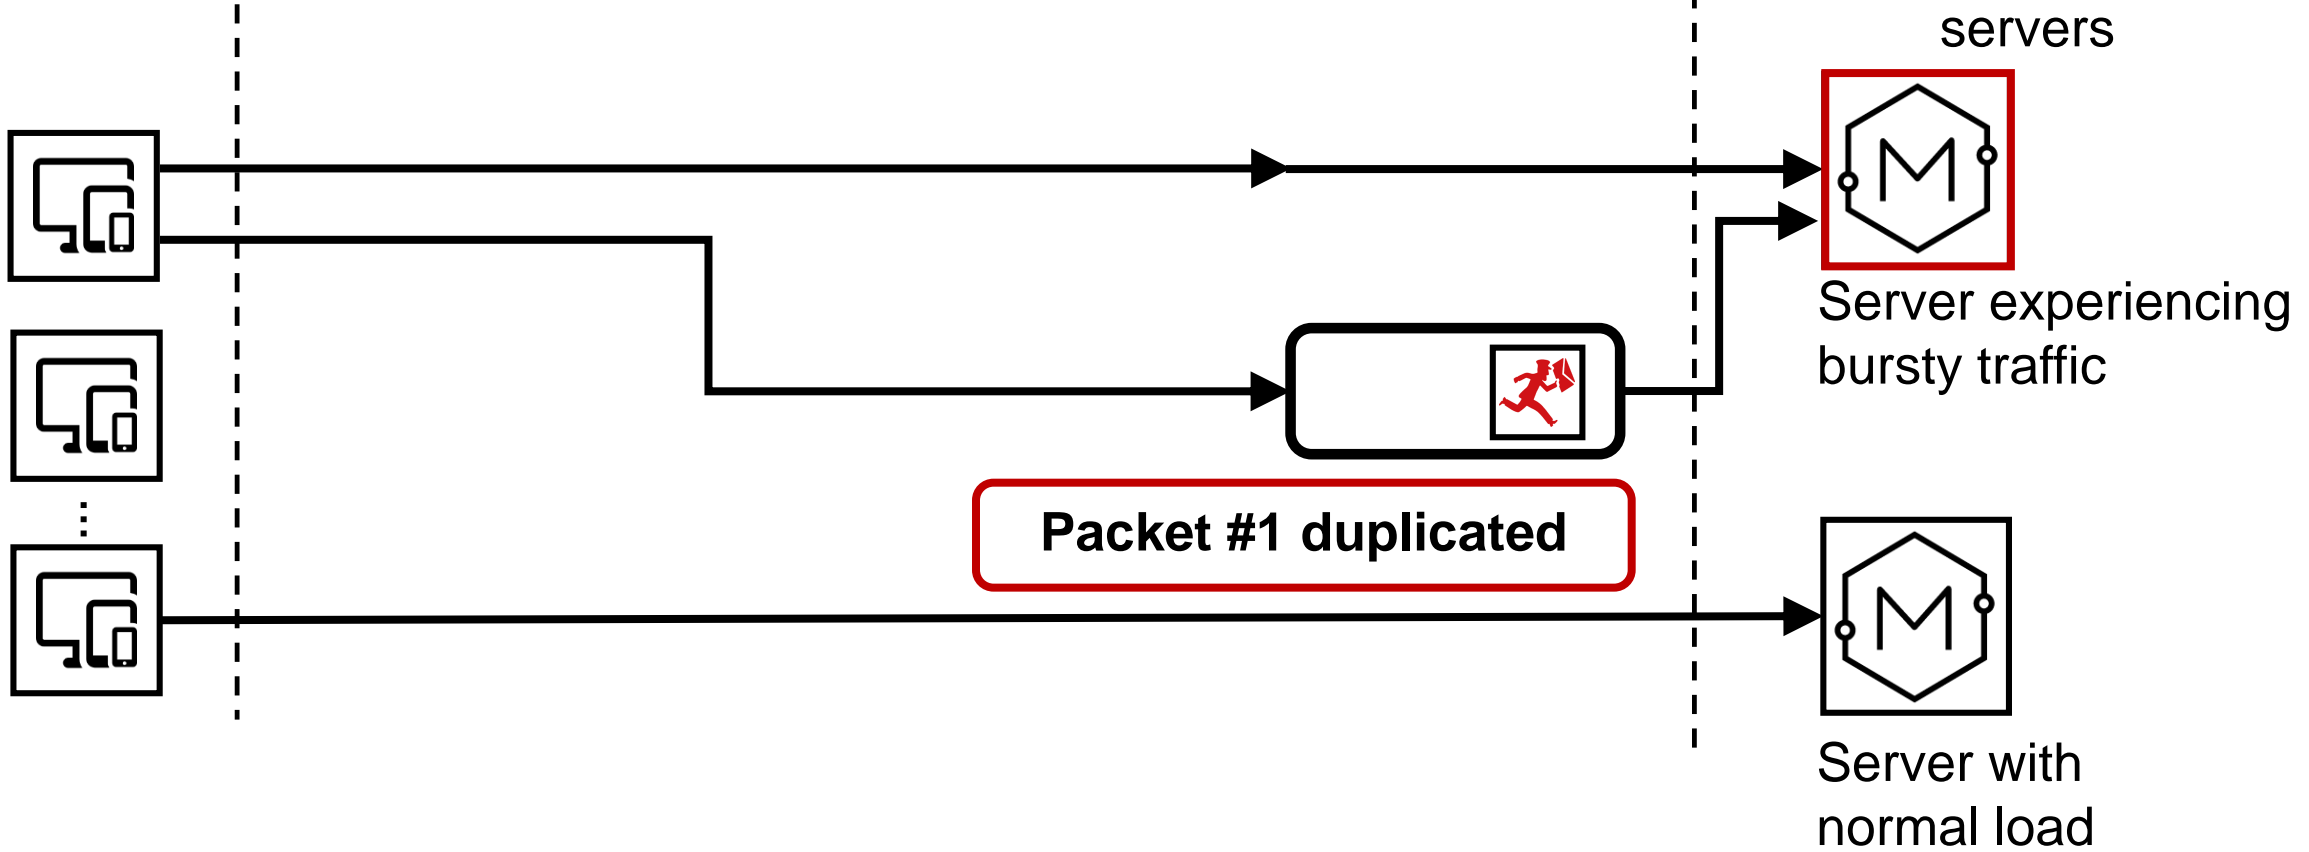 servers
Server experiencing
bursty traffic
Packet #1 duplicated
Server with
normal load